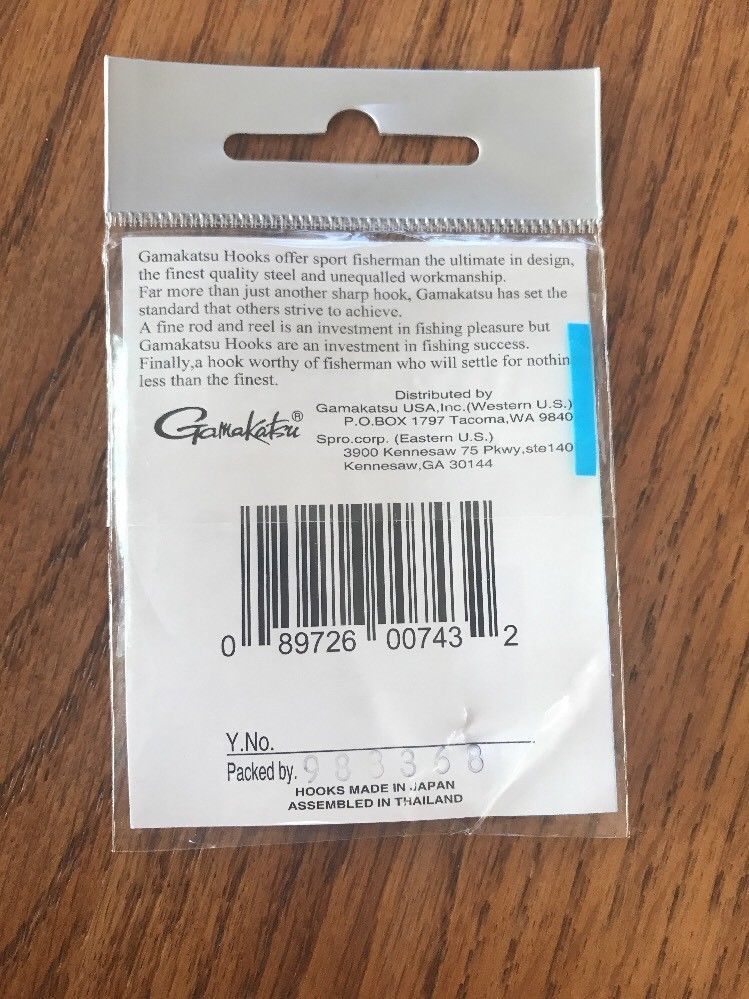 Gamakatsu Hooks offer sport fisherman the ultimate in design,
the finest quality steel and unequalled workmanship.
Far more than just another sharp hook, Gamakatsu has set the
standard that others strive to achieve.
A fine rod and reel is an investment in fishing pleasure but
Gamakatsu Hooks are an investment in fishing success.
Finally,a hook worthy of fisherman who will settle for nothin
less than the finest.
Distributed by
Gamakatsu USA,Inc.(Western U.S.)
P.O.BOX 1797 Tacoma,WA 9840
Gamakatsu®
Spro.corp. (Eastern U.S.)
3900 Kennesaw 75 Pkwy,ste140
Kennesaw,GA 30144
0 89726 00743 2
Y.No.
Packed by. 983368
HOOKS MADE IN JAPAN
ASSEMBLED IN THAILAND